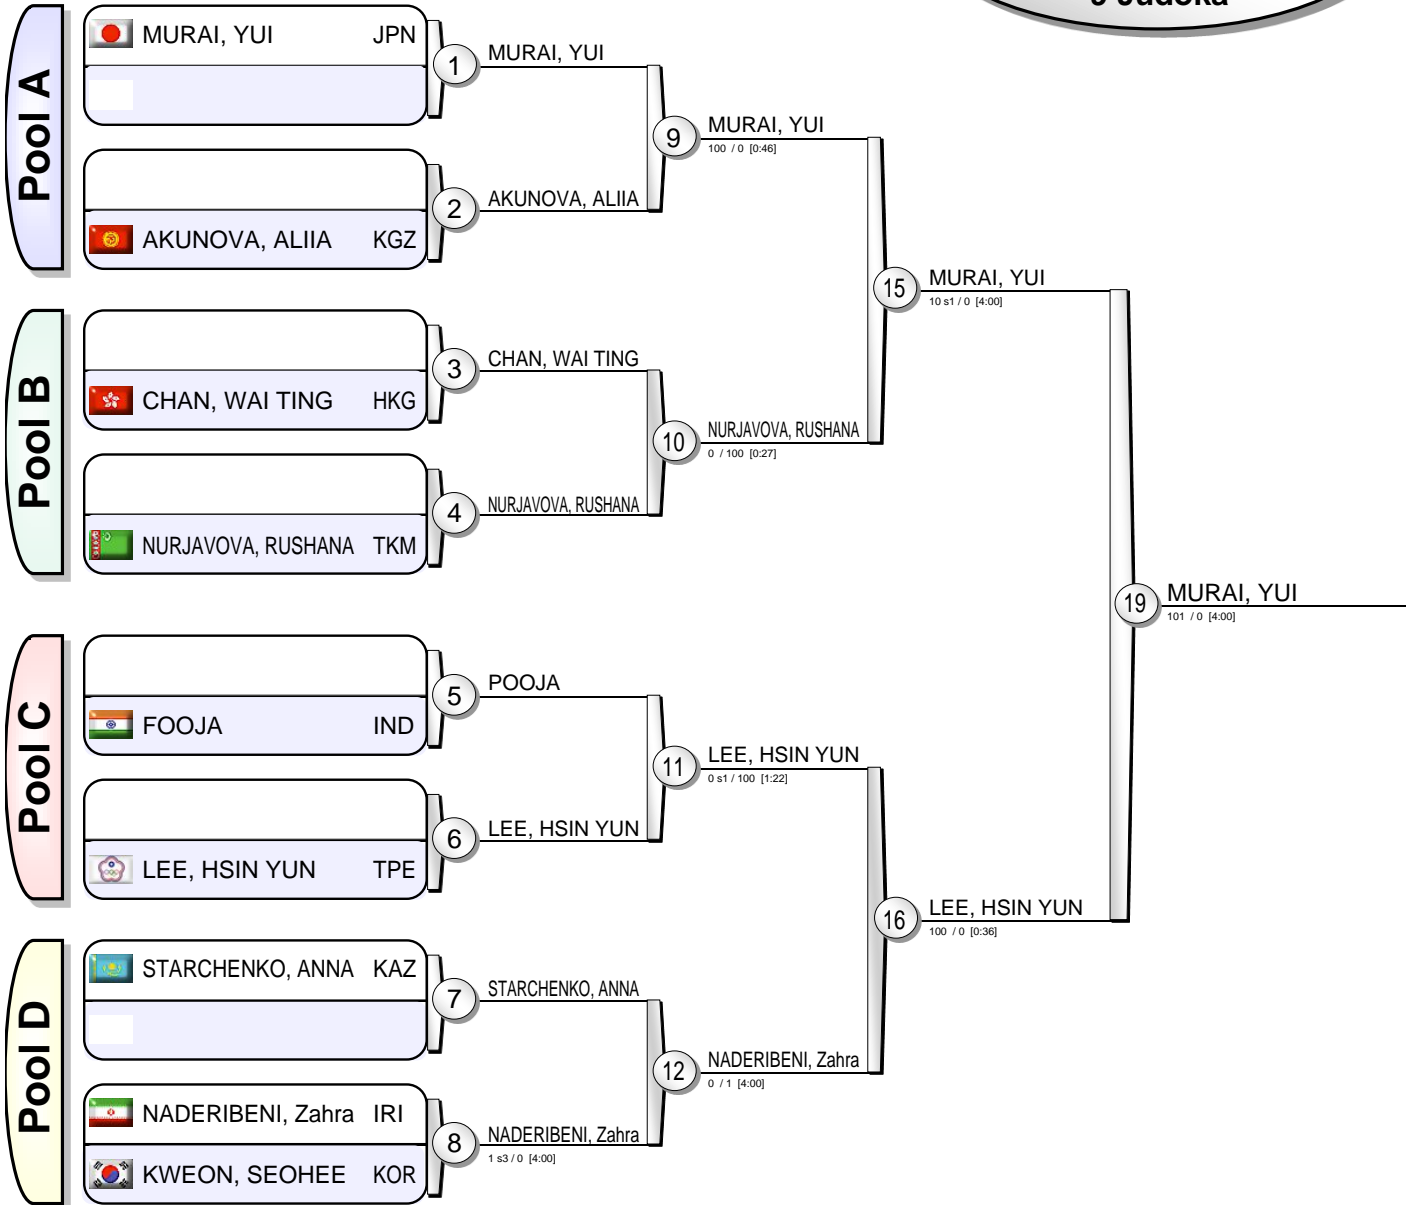 9 Judoka
Pool A
MURAI, YUI JPN
AKUNOVA, ALIIA KGZ
Pool B
CHAN, WAI TING HKG
NURJAVOVA, RUSHANA TKM
Pool C
FOOJA IND
LEE, HSIN YUN TPE
Pool D
STARCHENKO, ANNA KAZ
NADERIBENI, Zahra IRI
KWEON, SEOHEE KOR
1 MURAI, YUI
2 AKUNOVA, ALIIA
3 CHAN, WAI TING
4 NURJAVOVA, RUSHANA
5 POOJA
6 LEE, HSIN YUN
7 STARCHENKO, ANNA
8 NADERIBENI, Zahra
1 s3 / 0 [4:00]
9 MURAI, YUI
100 / 0 [0:46]
10 NURJAVOVA, RUSHANA
0 / 100 [0:27]
11 LEE, HSIN YUN
0 s1 / 100 [1:22]
12 NADERIBENI, Zahra
0 / 1 [4:00]
15 MURAI, YUI
10 s1 / 0 [4:00]
16 LEE, HSIN YUN
100 / 0 [0:36]
19 MURAI, YUI
101 / 0 [4:00]